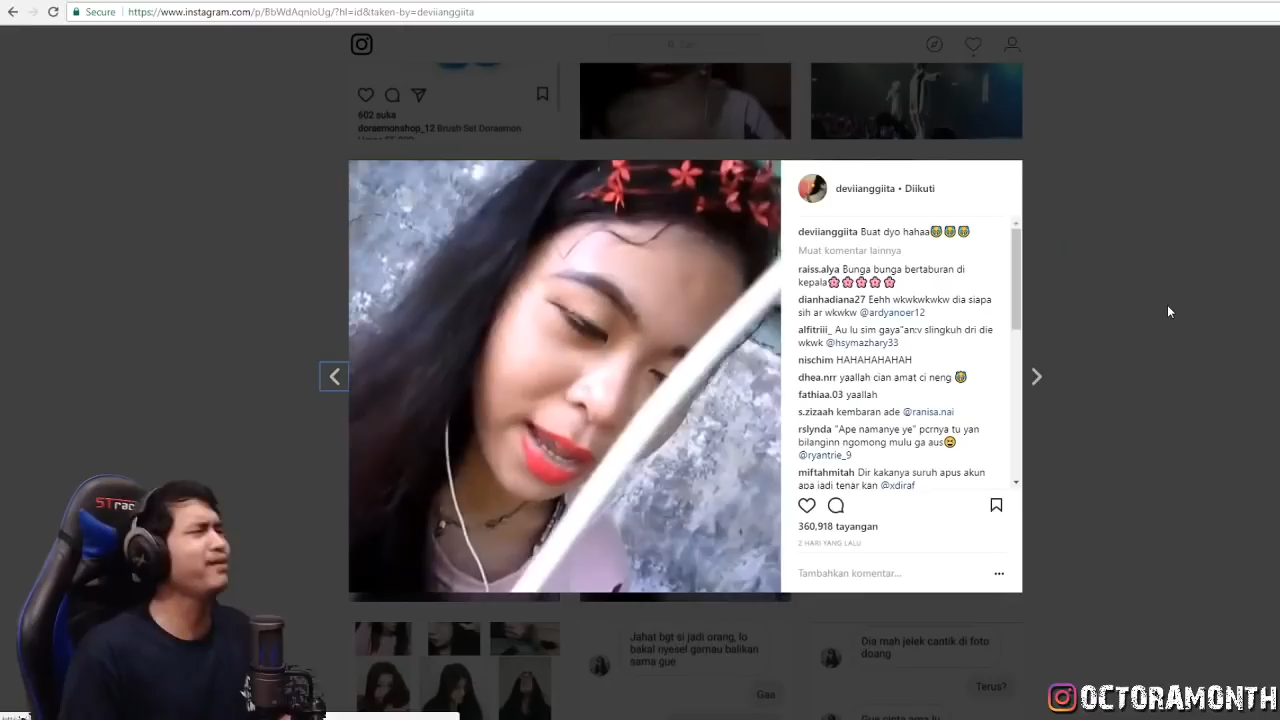 Secure
https://www.instagram.com/p/BbWdAqnIoUg/?hl=id&taken-by=deviianggiita
602 suka
doraemonshop_12 Brush Set Doraemon
deviianggiita • Diikuti
deviianggiita Buat dyo hahaa😭😭😭
Muat komentar lainnya
raiss.alya Bunga bunga bertaburan di
kepala🌸🌸🌸🌸🌸
dianhadiana27 Eehh wkwkwkwkw dia siapa
sih ar wkwkw @ardyanoer12
alfitriii_ Au lu sim gaya"an:v slingkuh dri die
wkwk @hsymazhary33
nischim HAHAHAHAHAH
dhea.nrr yaallah cian amat ci neng 😭
fathiaa.03 yaallah
s.zizaah kembaran ade @ranisa.nai
rslynda "Ape namanye ye" pcrnya tu yan
bilanginn ngomong mulu ga aus😅
@ryantrie_9
miftahmitah Dir kakanya suruh apus akun
apa jadi tenar kan @xdiraf
360,918 tayangan
2 HARI YANG LALU
Tambahkan komentar...
STrac
Jahat bgt si jadi orang, lo
bakal nyesel gamau balikan
sama gue
Gaa
Dia mah jelek cantik di foto
doang
Terus?
OCTORAMONTH